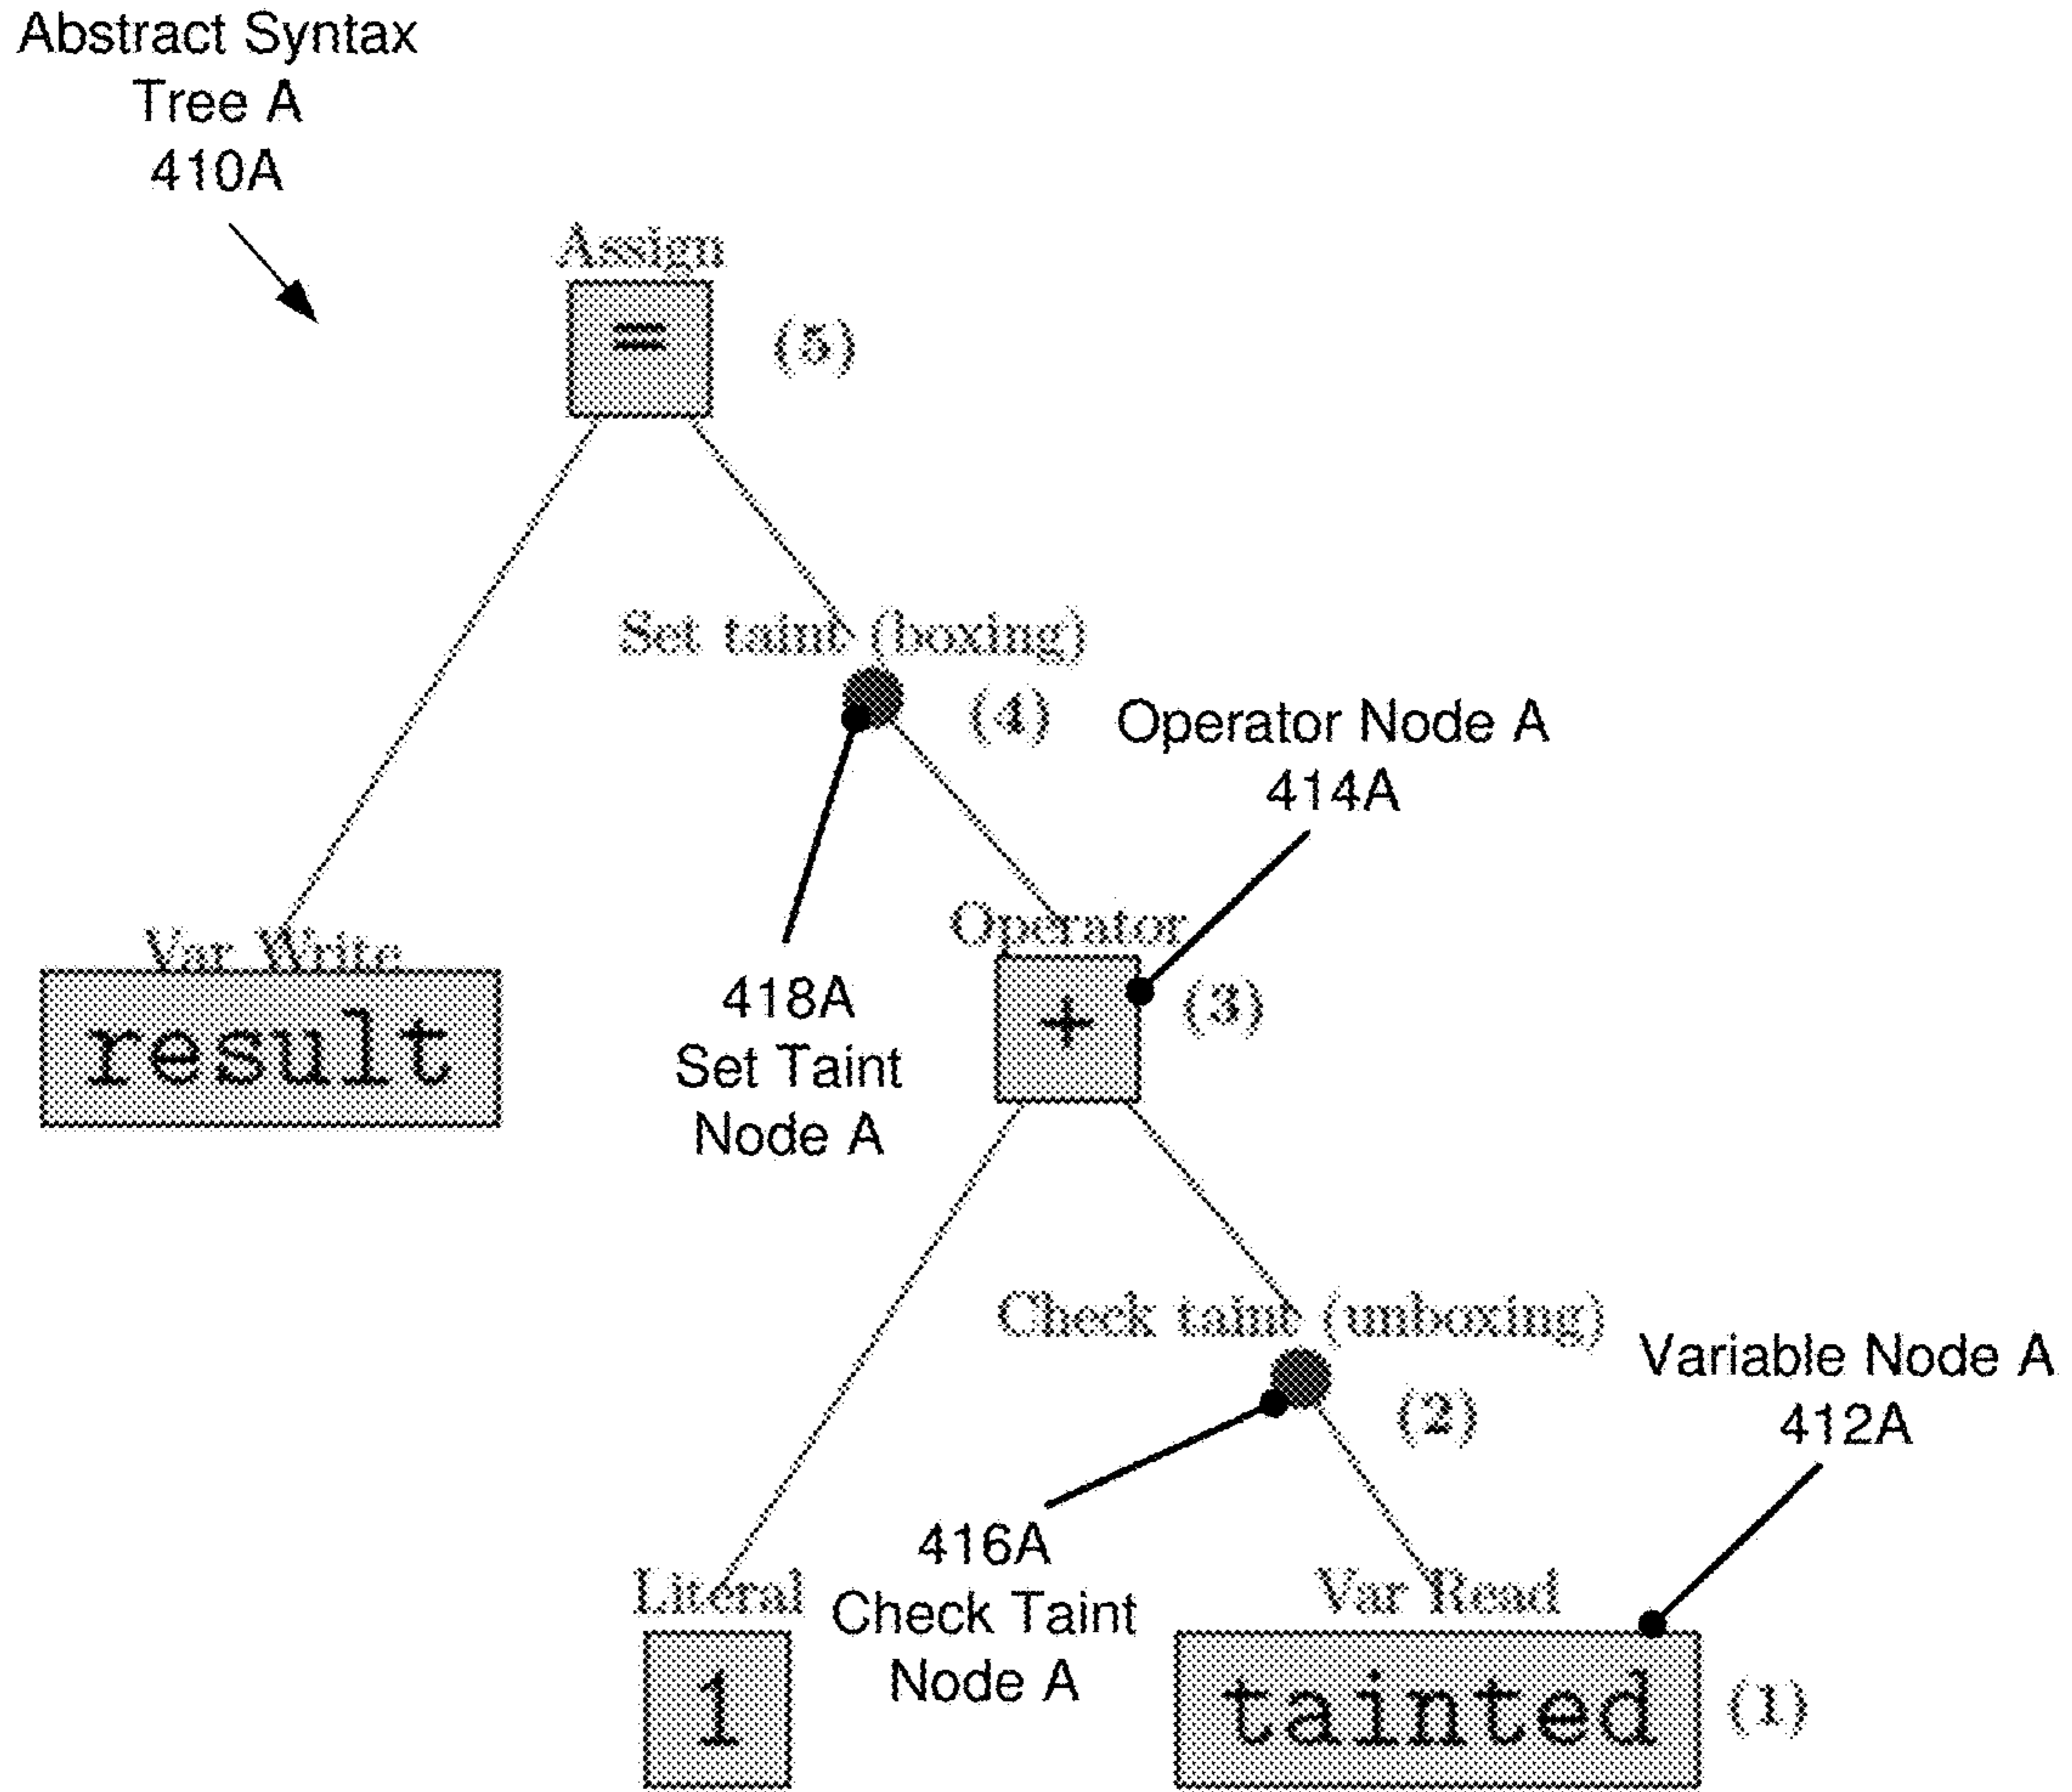 Abstract Syntax
Tree A
410A
Assign
=
(5)
Set taint (boxing)
(4)
Operator Node A
414A
Operator
+
(3)
Var Write
result
418A
Set Taint
Node A
Check taint (unboxing)
(2)
Variable Node A
412A
416A
Check Taint
Node A
Literal
1
Var Read
tainted
(1)